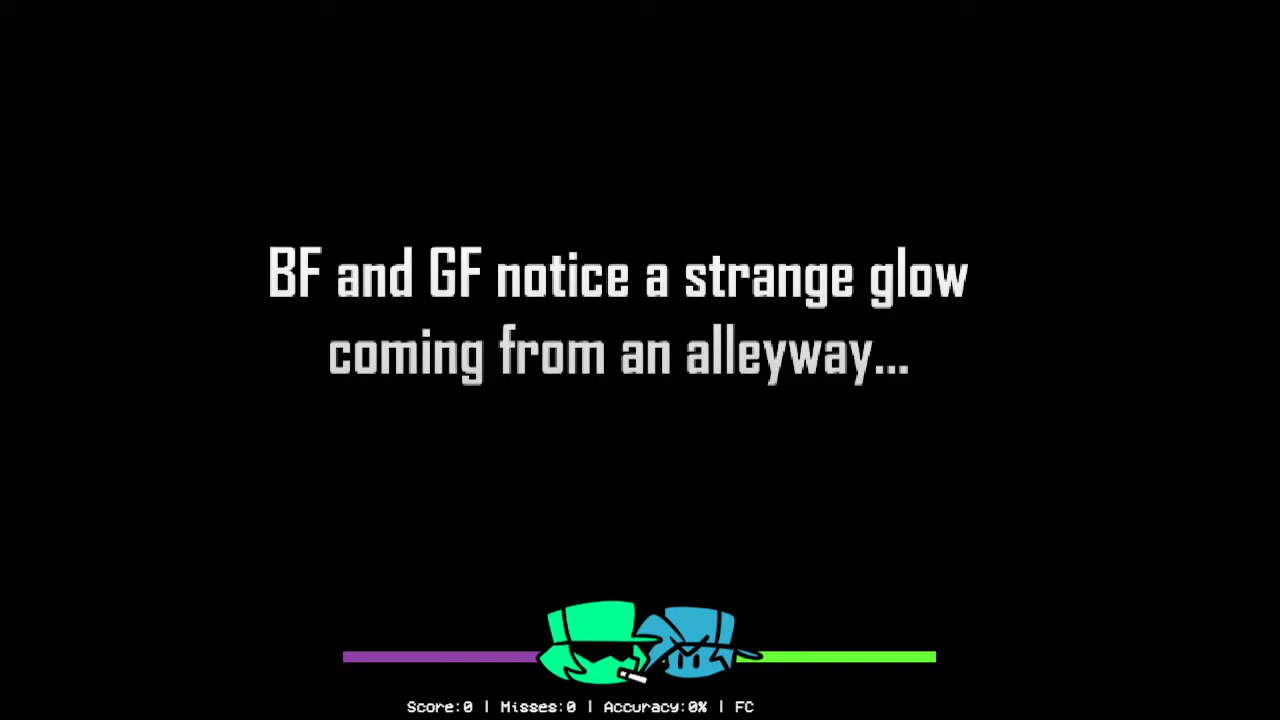 BF and GF notice a strange glow
coming from an alleyway...
Score:0 | Misses:0 | Accuracy:0% | FC